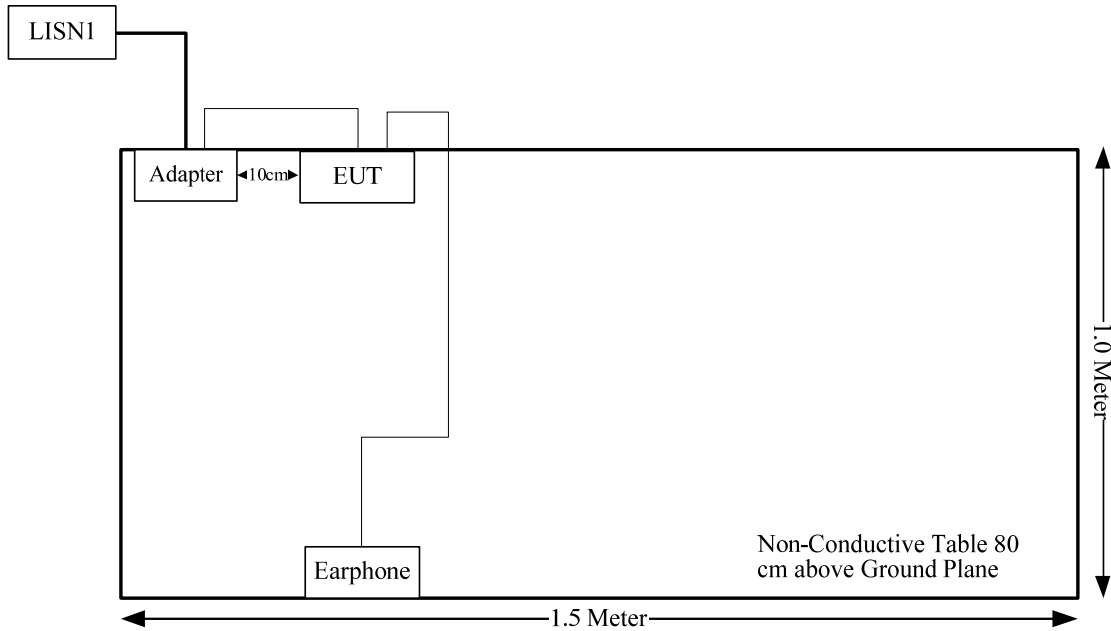 LISN1
Adapter
10cm
EUT
1.0 Meter
Non-Conductive Table 80
cm above Ground Plane
Earphone
1.5 Meter